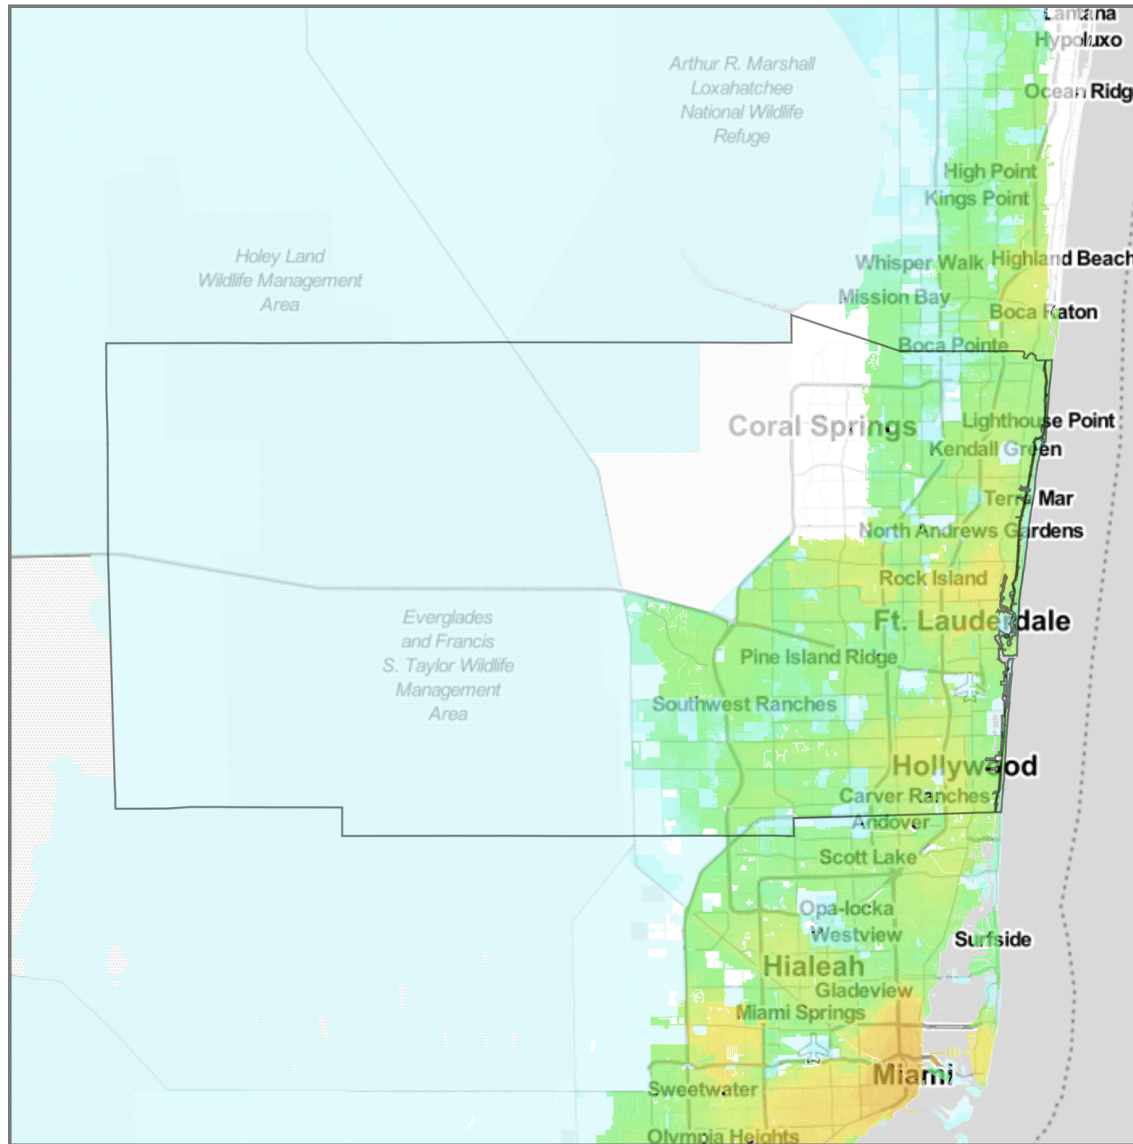 Lantana
Hypoluxo
Arthur R. Marshall
Loxahatchee
National Wildlife
Refuge
Ocean Ridg
High Point
Kings Point
Holey Land
Wildlife Management
Area
Whisper Walk
Highland Beach
Mission Bay
Boca Raton
Boca Pointe
Coral Springs
Lighthouse Point
Kendall Green
Terra Mar
North Andrews Gardens
Rock Island
Everglades
and Francis
S. Taylor Wildlife
Management
Area
Ft. Lauderdale
Pine Island Ridge
Southwest Ranches
Hollywood
Carver Ranches
Andover
Scott Lake
Opa-locka
Westview
Surfside
Hialeah
Gladeview
Miami Springs
Miami
Sweetwater
Olympia Heights